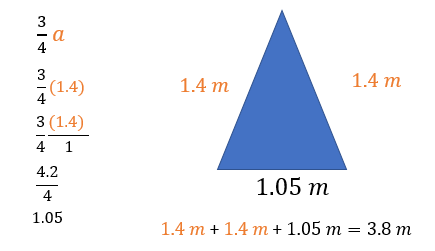 3/4 a
3/4 (1.4)
3/4 (1.4)/1
4.2/4
1.05
1.4 m
1.4 m
1.05 m
1.4 m + 1.4 m + 1.05 m = 3.8 m